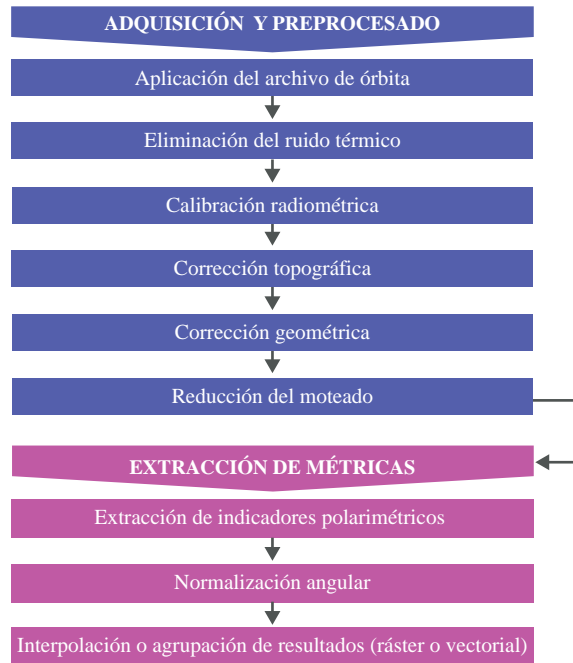 ADQUISICIÓN Y PREPROCESADO
Aplicación del archivo de órbita
Eliminación del ruido térmico
Calibración radiométrica
Corrección topográfica
Corrección geométrica
Reducción del moteado
EXTRACCIÓN DE MÉTRICAS
Extracción de indicadores polarimétricos
Normalización angular
Interpolación o agrupación de resultados (ráster o vectorial)